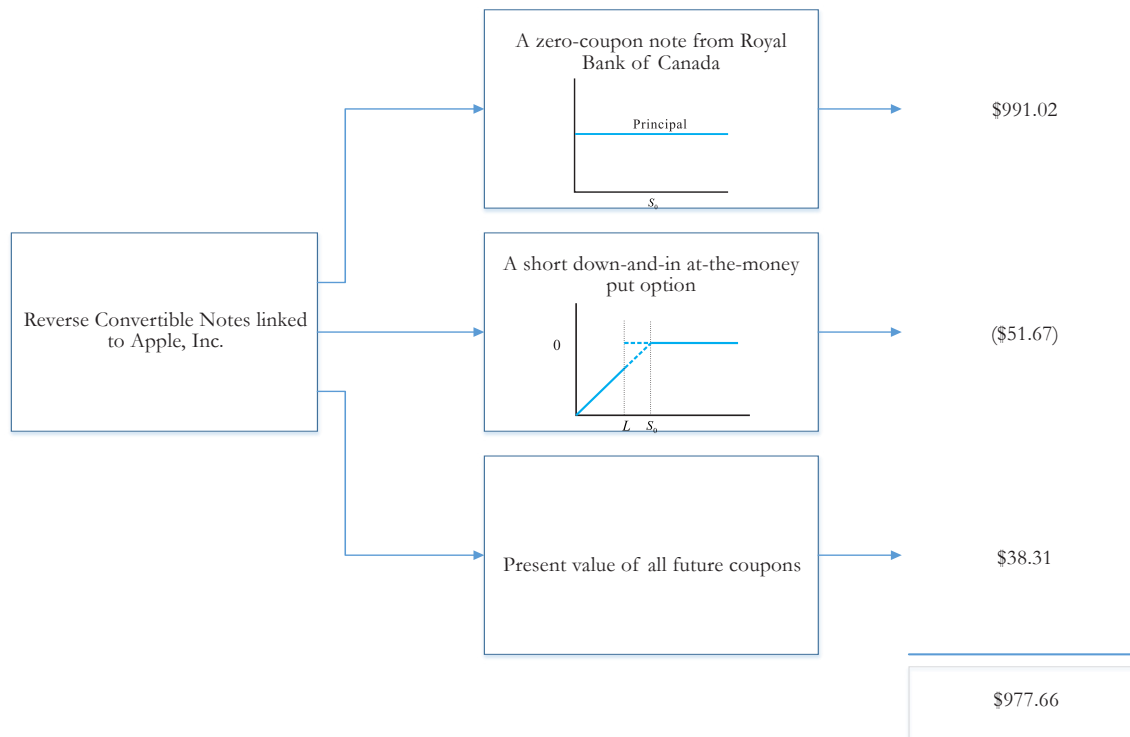 A zero-coupon note from Royal
Bank of Canada
Principal
S₀
$991.02
Reverse Convertible Notes linked
to Apple, Inc.
A short down-and-in at-the-money
put option
0
L S₀
($51.67)
Present value of all future coupons
$38.31
$977.66